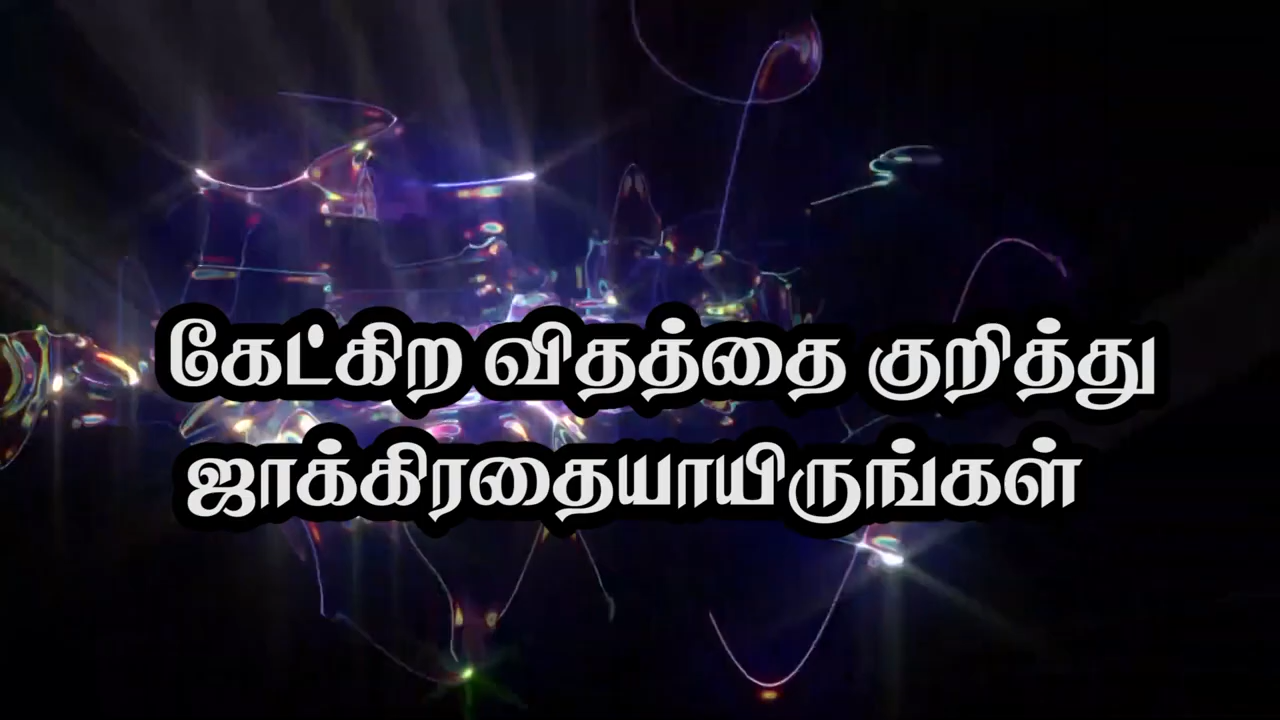 கேட்கிற விதத்தை குறித்து
ஜாக்கிரதையாயிருங்கள்